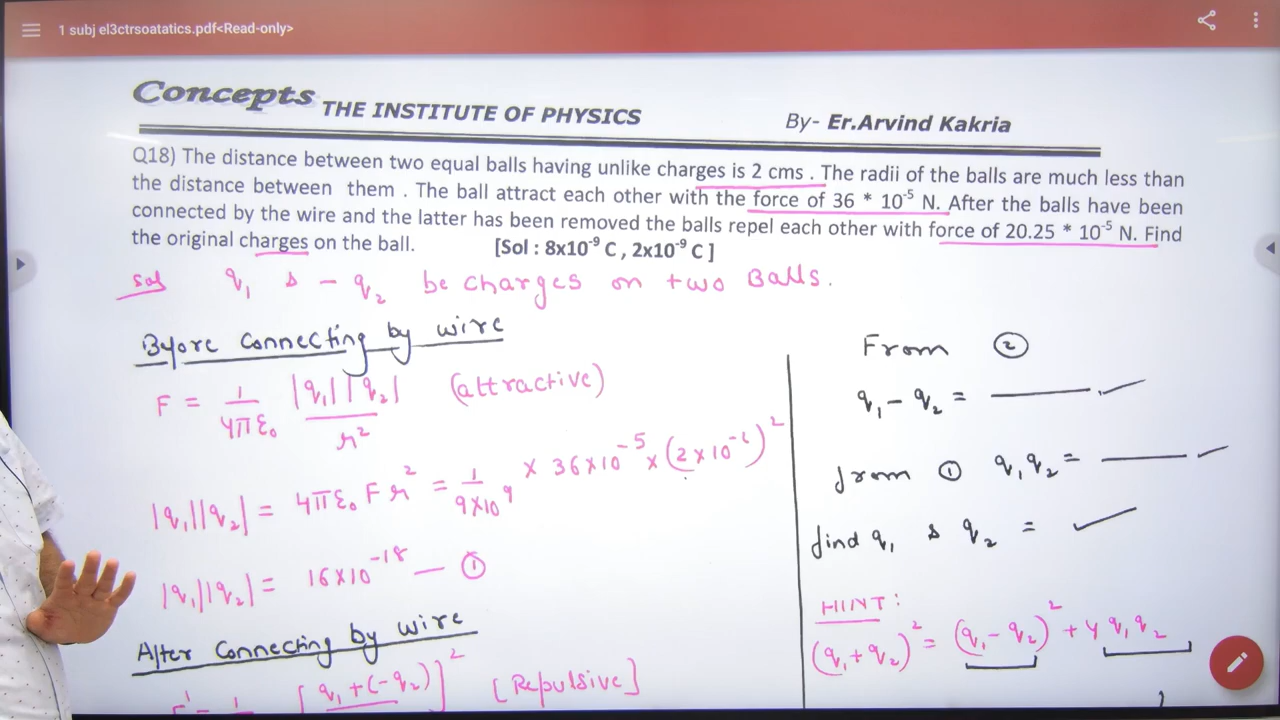 1 subj el3ctrsoatatics.pdf<Read-only>
Concepts THE INSTITUTE OF PHYSICS
By- Er.Arvind Kakria
Q18) The distance between two equal balls having unlike charges is 2 cms . The radii of the balls are much less than
the distance between them . The ball attract each other with the force of 36 * 10⁻⁵ N. After the balls have been
connected by the wire and the latter has been removed the balls repel each other with force of 20.25 * 10⁻⁵ N. Find
the original charges on the ball. [Sol : 8x10⁻⁹ C , 2x10⁻⁹ C ]
Sol q₁ & - q₂ be charges on two Balls.
Before connecting by wire
F = 1/4πε₀ |q₁| |q₂|/r² (attractive)
|q₁||q₂| = 4πε₀ F r² = 1/9×10⁹ × 36×10⁻⁵ × (2×10⁻²)²
|q₁||q₂| = 16×10⁻¹⁸ — ①
After Connecting by wire
[q₁+(-q₂)]² [Repulsive]
From ②
q₁ - q₂ = ——— ✓
from ① q₁q₂ = ——— ✓
find q₁ & q₂ = ✓
HINT:
(q₁+q₂)² = (q₁-q₂)² + 4q₁q₂